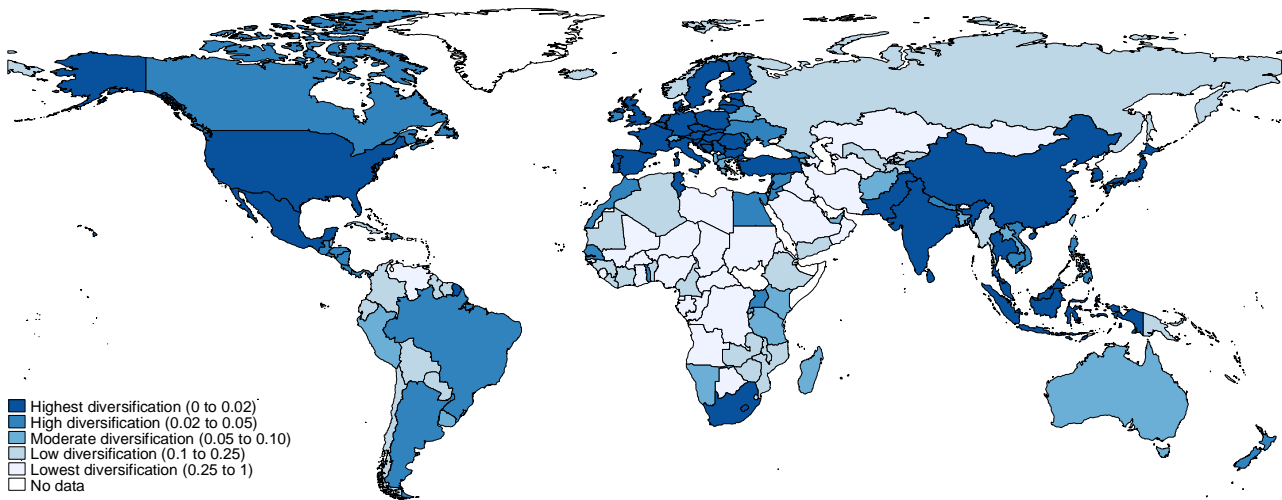 Highest diversification (0 to 0.02)
High diversification (0.02 to 0.05)
Moderate diversification (0.05 to 0.10)
Low diversification (0.1 to 0.25)
Lowest diversification (0.25 to 1)
No data